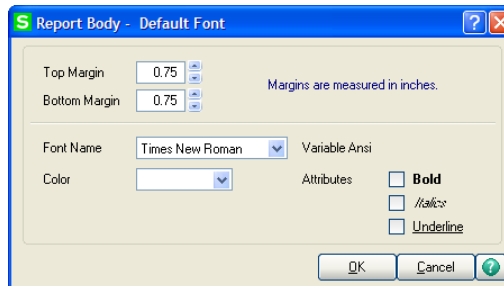 S Report Body - Default Font ? X
Top Margin 0.75
Margins are measured in inches.
Bottom Margin 0.75
Font Name Times New Roman Variable Ansi
Color Attributes Bold
Italics
Underline
OK Cancel ?